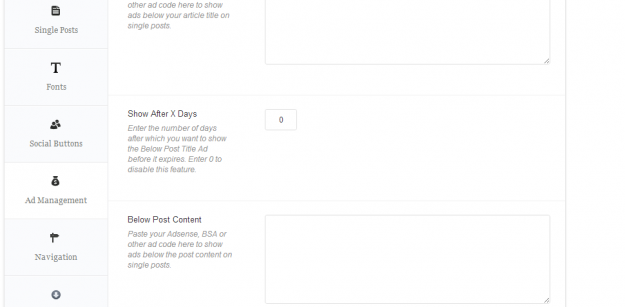 Single Posts
Fonts
Social Buttons
Ad Management
Navigation
other ad code here to show
ads below your article title on
single posts.
Show After X Days
0
Enter the number of days
after which you want to show
the Below Post Title Ad
before it expires. Enter 0 to
disable this feature.
Below Post Content
Paste your Adsense, BSA or
other ad code here to show
ads below the post content on
single posts.